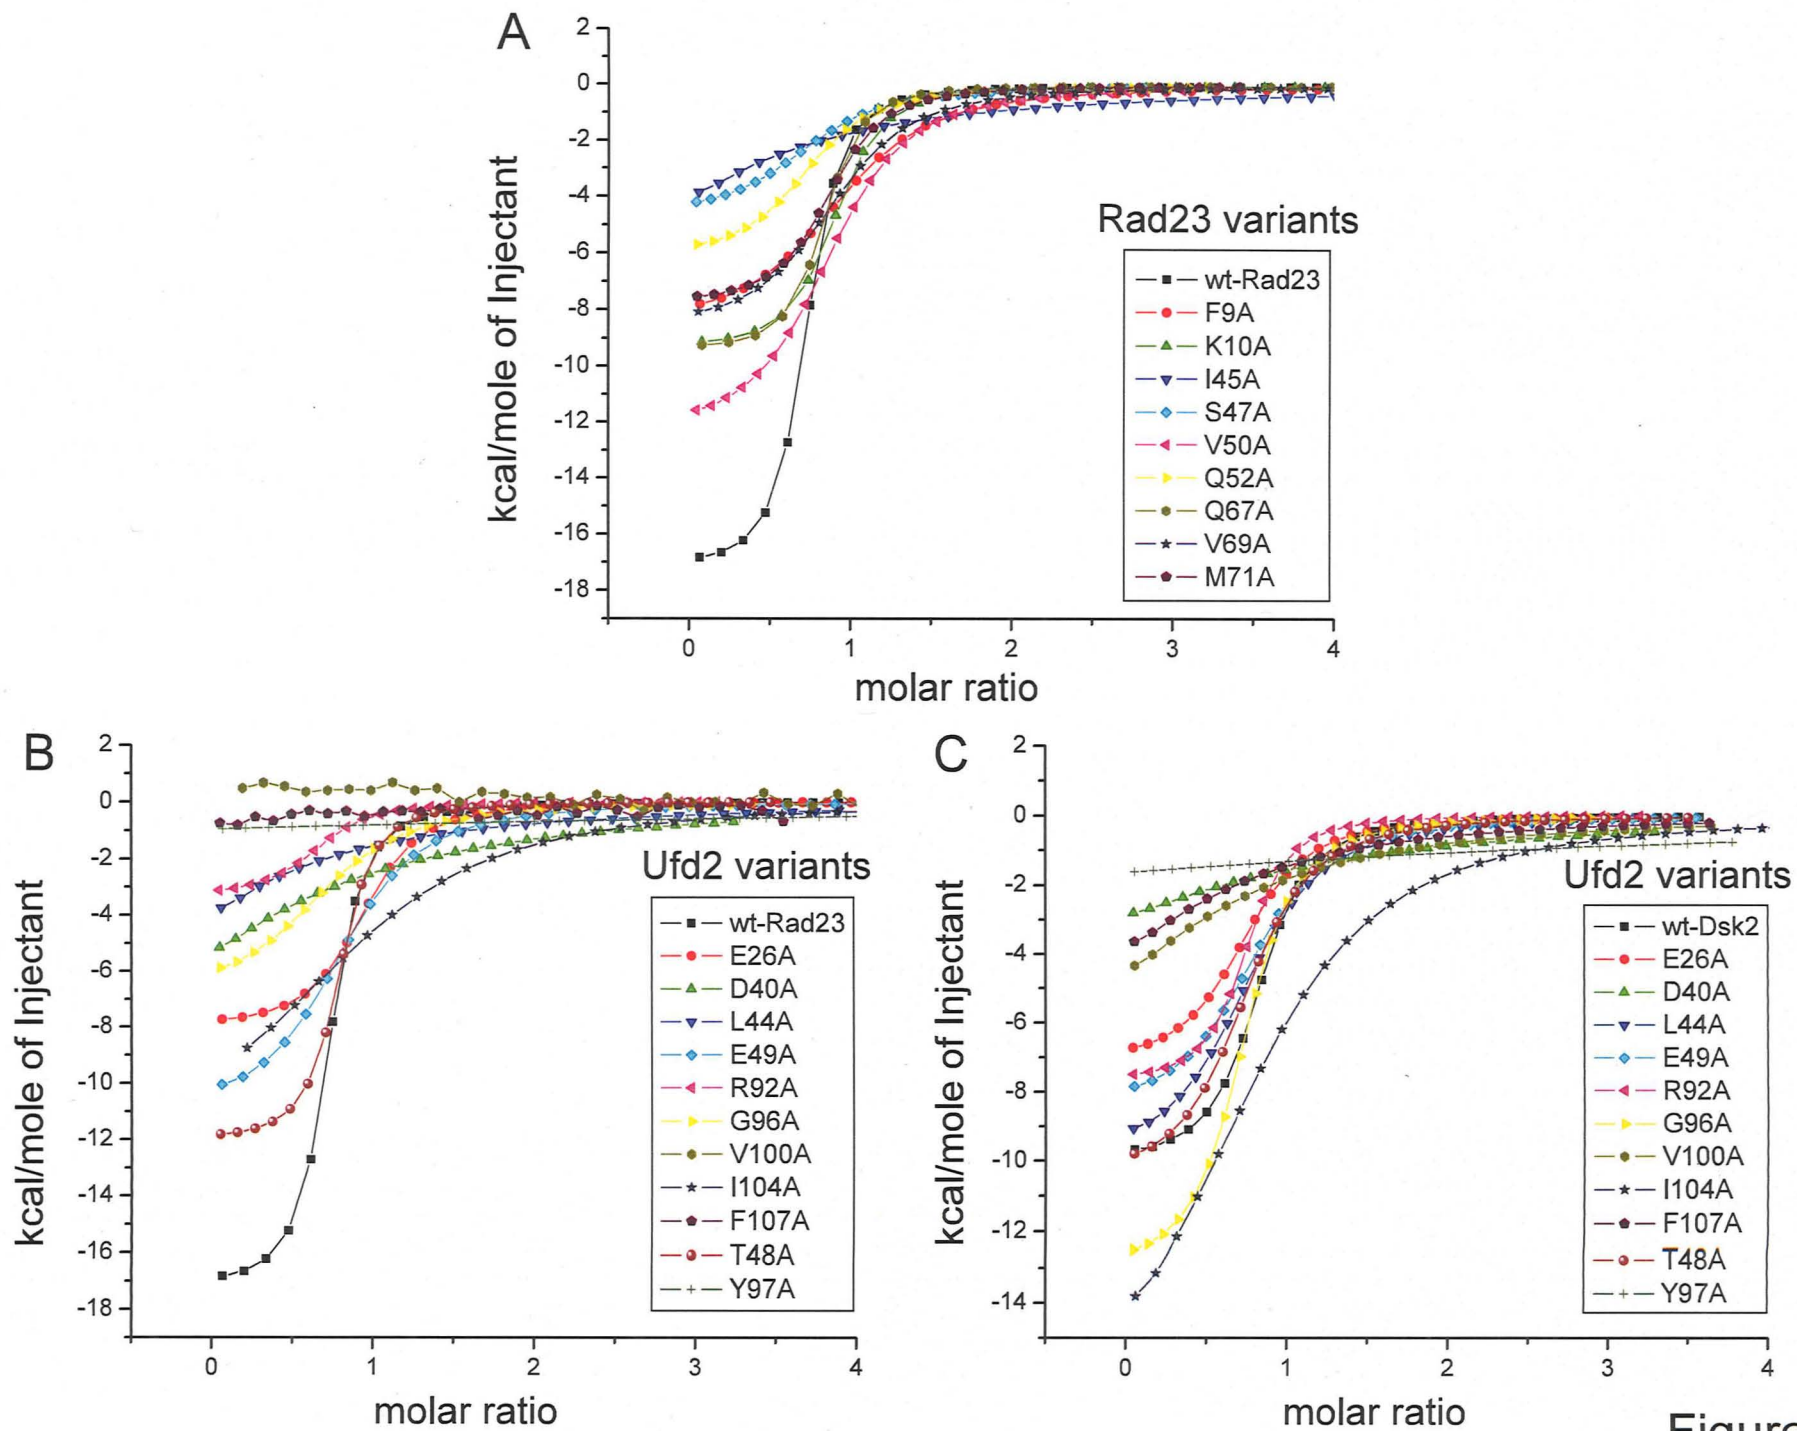 A
2
0
-2
-4
-6
-8
-10
-12
-14
-16
-18
kcal/mole of Injectant
0 1 2 3 4
molar ratio
Rad23 variants
wt-Rad23
F9A
K10A
I45A
S47A
V50A
Q52A
Q67A
V69A
M71A
B
2
0
-2
-4
-6
-8
-10
-12
-14
-16
-18
kcal/mole of Injectant
0 1 2 3 4
molar ratio
Ufd2 variants
wt-Rad23
E26A
D40A
L44A
E49A
R92A
G96A
V100A
I104A
F107A
T48A
Y97A
C
2
0
-2
-4
-6
-8
-10
-12
-14
kcal/mole of Injectant
0 1 2 3 4
molar ratio
Ufd2 variants
wt-Dsk2
E26A
D40A
L44A
E49A
R92A
G96A
V100A
I104A
F107A
T48A
Y97A
Figure